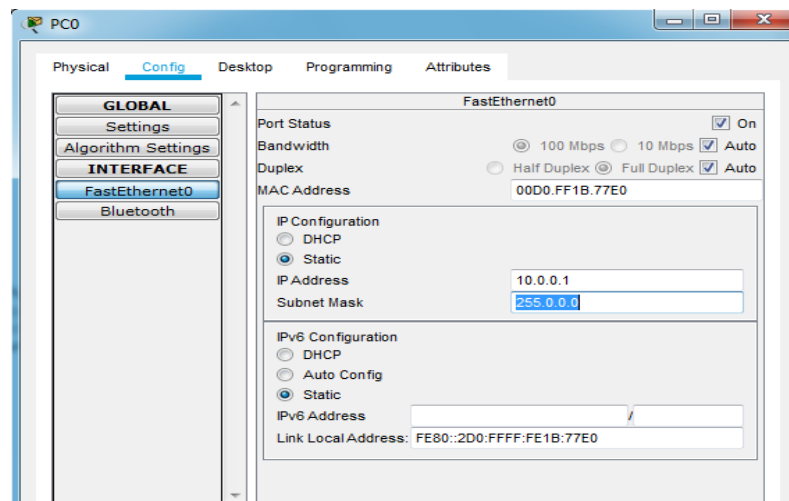 PC0
Physical Config Desktop Programming Attributes
GLOBAL
Settings
Algorithm Settings
INTERFACE
FastEthernet0
Bluetooth
FastEthernet0
Port Status On
Bandwidth 100 Mbps 10 Mbps Auto
Duplex Half Duplex Full Duplex Auto
MAC Address 00D0.FF1B.77E0
IP Configuration
DHCP
Static
IP Address 10.0.0.1
Subnet Mask 255.0.0.0
IPv6 Configuration
DHCP
Auto Config
Static
IPv6 Address /
Link Local Address: FE80::2D0:FFFF:FE1B:77E0